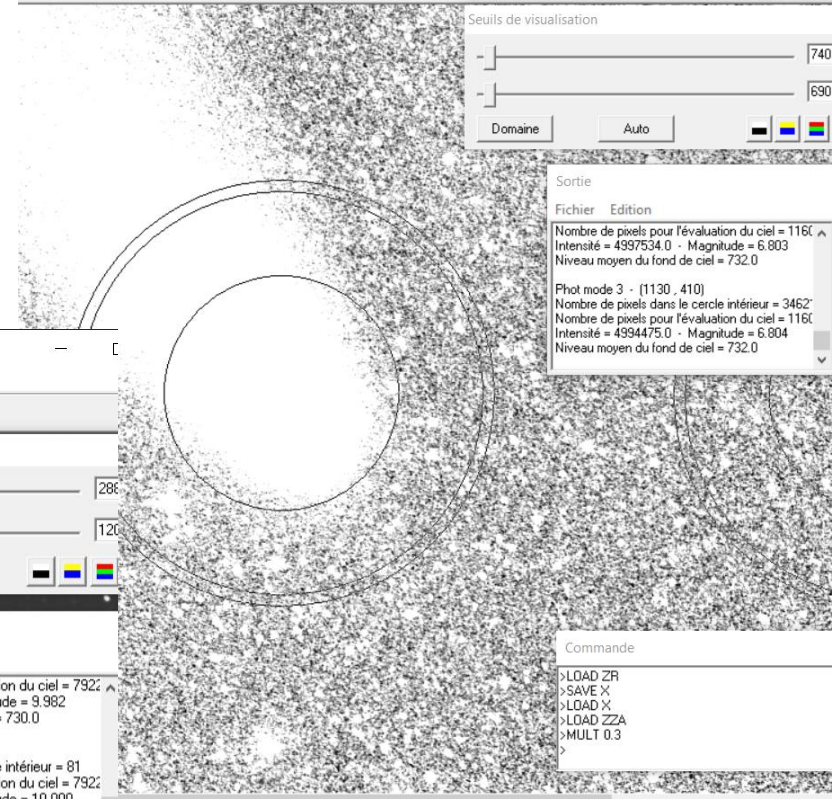 Seuils de visualisation
740
690
Domaine
Auto
Sortie
Fichier Edition
Nombre de pixels pour l'évaluation du ciel = 1160
Intensité = 4997534.0 - Magnitude = 6.803
Niveau moyen du fond de ciel = 732.0
Phot mode 3 - (1130 , 410)
Nombre de pixels dans le cercle intérieur = 3462
Nombre de pixels pour l'évaluation du ciel = 1160
Intensité = 4994475.0 - Magnitude = 6.804
Niveau moyen du fond de ciel = 732.0
288
120
on du ciel = 7922
ude = 9.982
= 730.0
e intérieur = 81
on du ciel = 7922
ude = 10.000
Commande
>LOAD ZR
>SAVE X
>LOAD X
>LOAD ZZA
>MULT 0.3
>